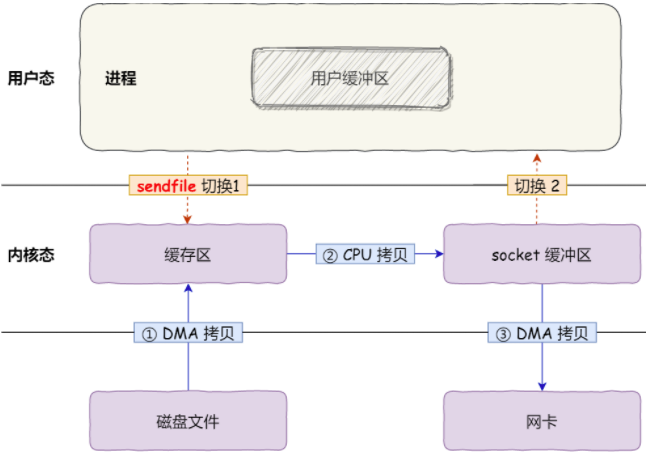 用户态
进程
用户缓冲区
sendfile 切换1
切换 2
内核态
缓存区
② CPU 拷贝
socket 缓冲区
① DMA 拷贝
③ DMA 拷贝
磁盘文件
网卡